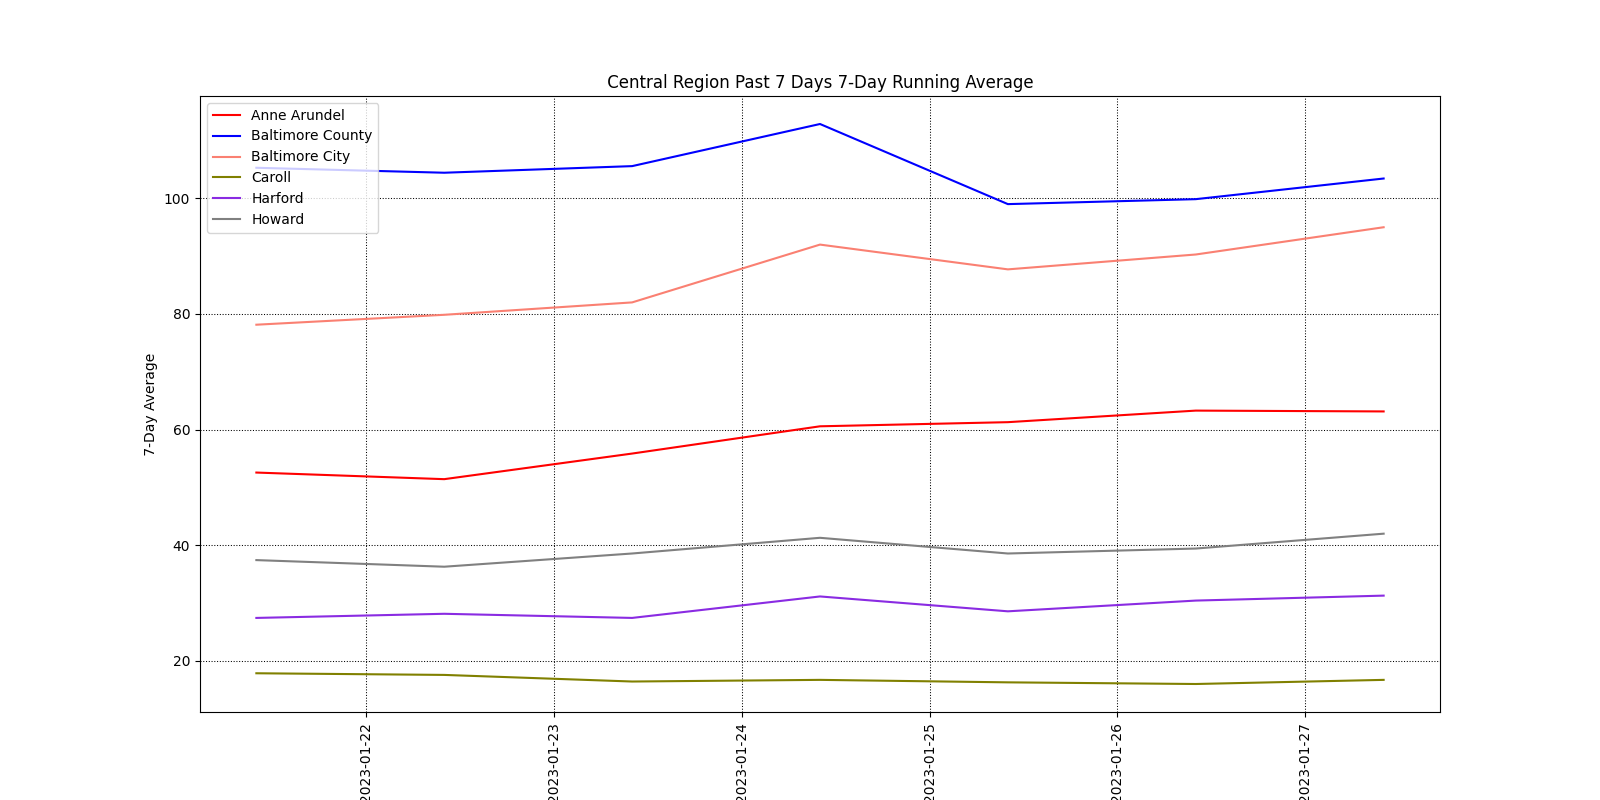 Central Region Past 7 Days 7-Day Running Average
Anne Arundel
Baltimore County
Baltimore City
Caroll
Harford
Howard
7-Day Average
100
80
60
40
20
2023-01-22
2023-01-23
2023-01-24
2023-01-25
2023-01-26
2023-01-27